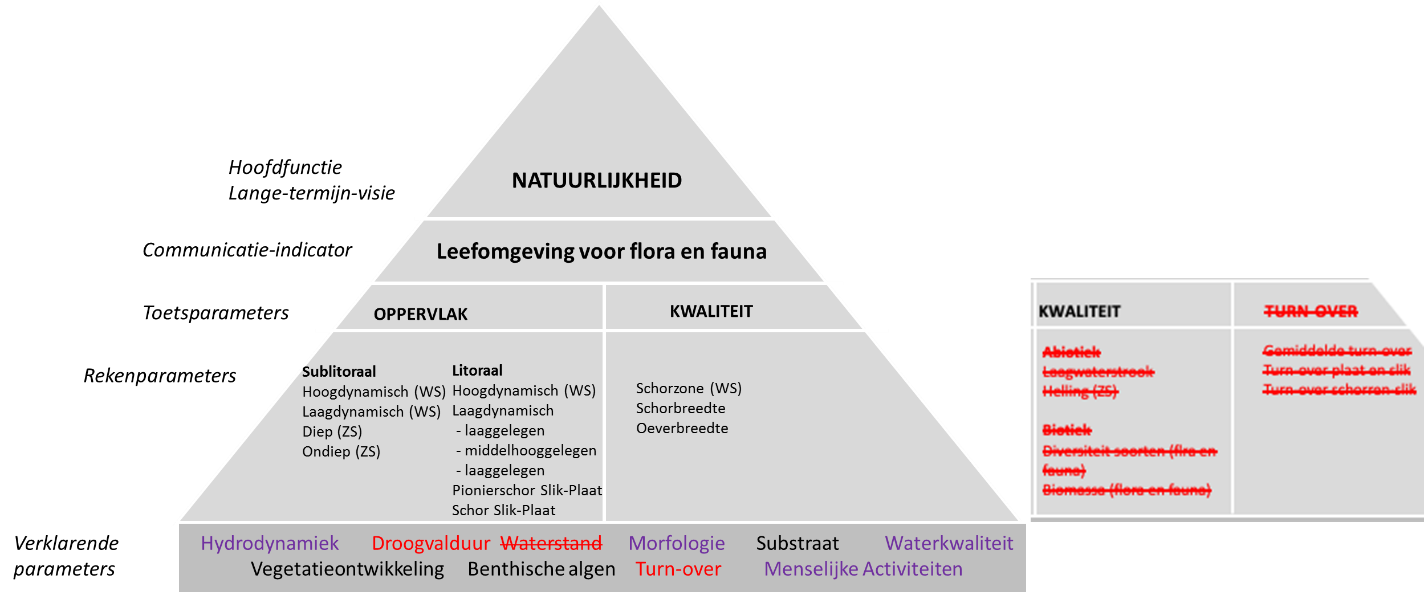 Hoofdfunctie
Lange-termijn-visie
NATUURLIJKHEID
Communicatie-indicator
Leefomgeving voor flora en fauna
Toetsparameters
OPPERVLAK
KWALITEIT
Rekenparameters
Sublitoraal
Hoogdynamisch (WS)
Laagdynamisch (WS)
Diep (ZS)
Ondiep (ZS)
Litoraal
Hoogdynamisch (WS)
Laagdynamisch
- laaggelegen
- middelhooggelegen
- laaggelegen
Pionierschor Slik-Plaat
Schor Slik-Plaat
Schorzone (WS)
Schorbreedte
Oeverbreedte
Verklarende
parameters
Hydrodynamiek Droogvalduur Waterstand Morfologie Substraat Waterkwaliteit
Vegetatieontwikkeling Benthische algen Turn-over Menselijke Activiteiten
KWALITEIT
TURN-OVER
Abiotiek
Laagwaterstrook
Helling (ZS)
Biotiek
Diversiteit soorten (flra en
fauna)
Biomassa (flora en fauna)
Gemiddelde turn-over
Turn-over plaat en slik
Turn-over schorren slik